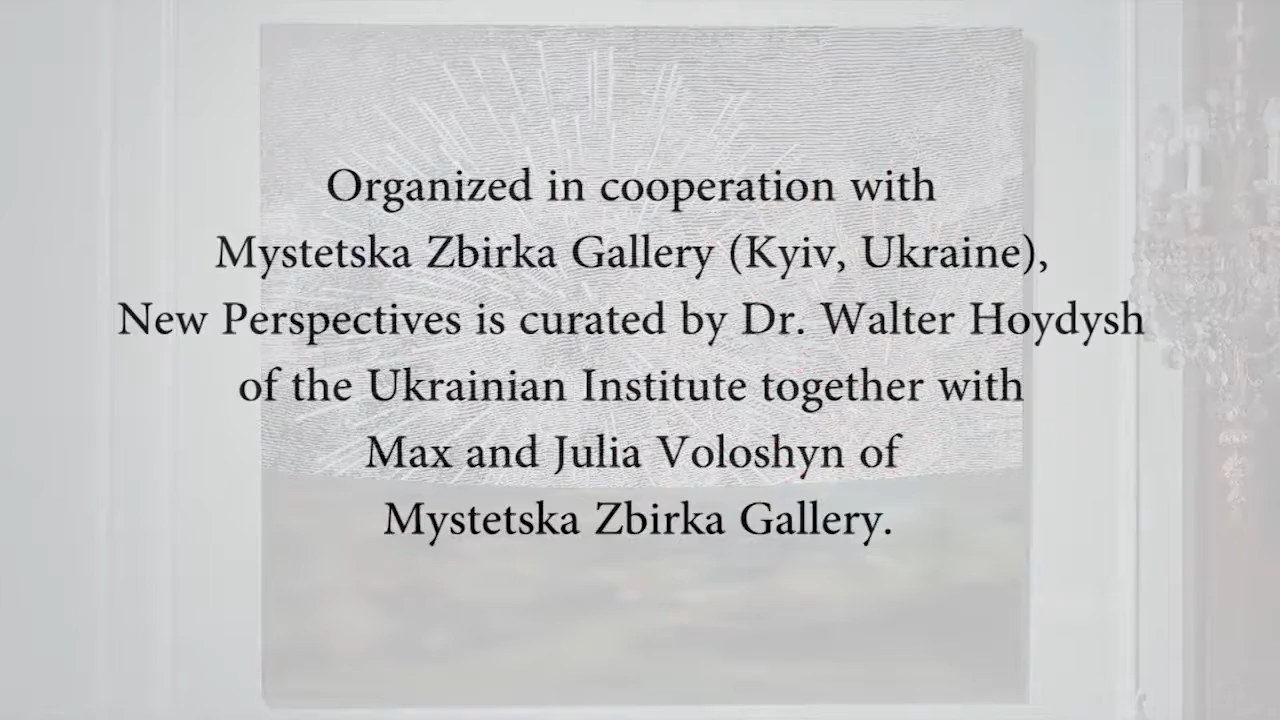 Organized in cooperation with
Mystetska Zbirka Gallery (Kyiv, Ukraine),
New Perspectives is curated by Dr. Walter Hoydysh
of the Ukrainian Institute together with
Max and Julia Voloshyn of
Mystetska Zbirka Gallery.